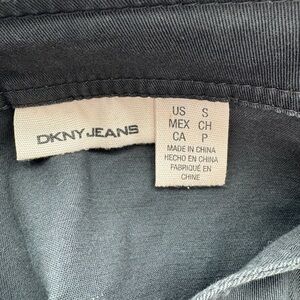 DKNY JEANS
US S
MEX CH
CA P
MADE IN CHINA
HECHO EN CHINA
FABRIQUÉ EN
CHINE